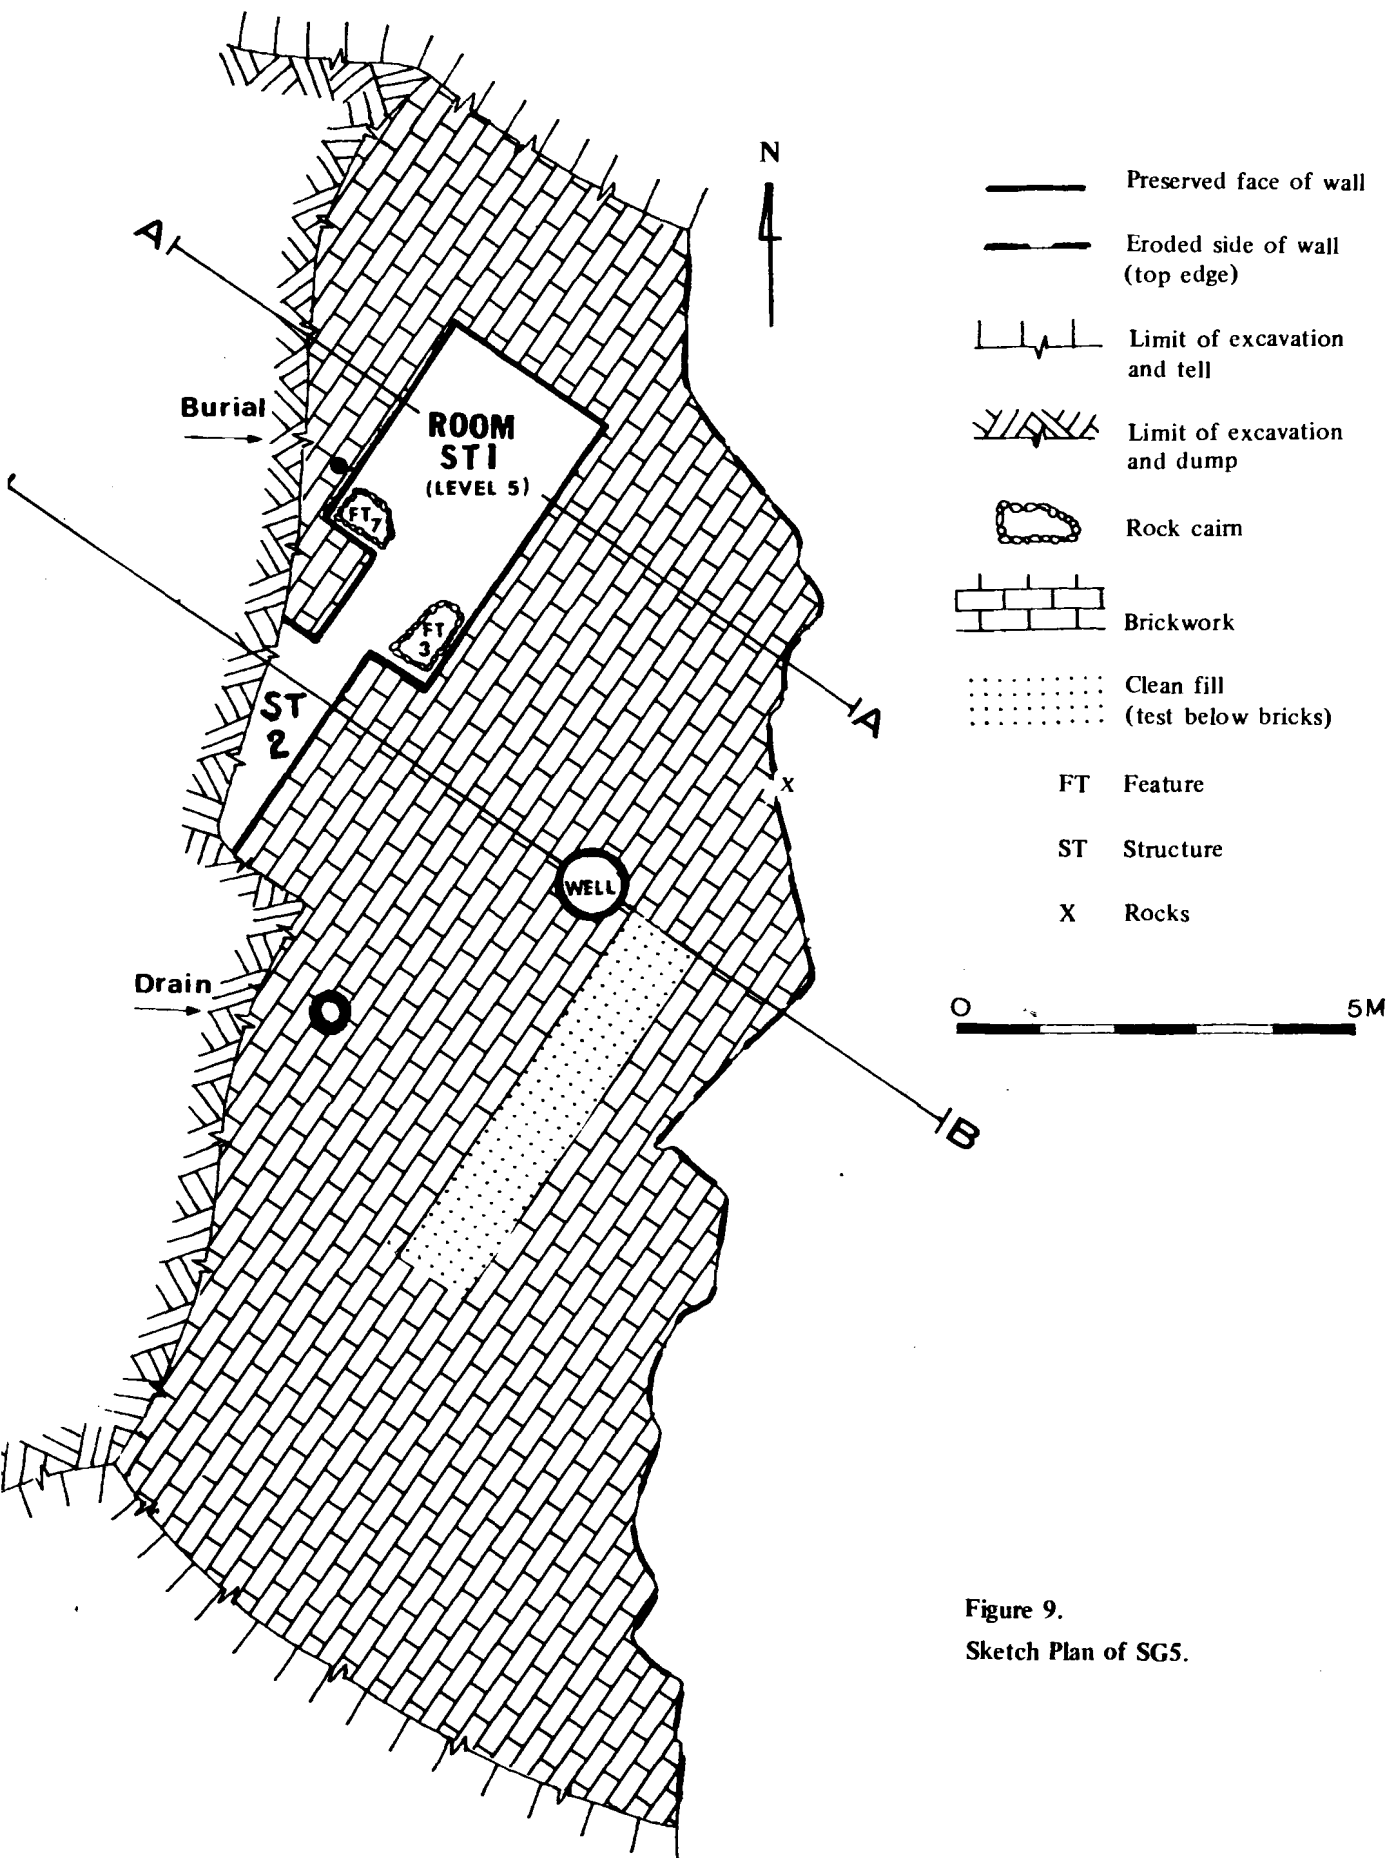 N
A
Burial
ROOM
ST1
(LEVEL 5)
FT7
FT
3
ST
2
A
X
WELL
Drain
B
Preserved face of wall
Eroded side of wall
(top edge)
Limit of excavation
and tell
Limit of excavation
and dump
Rock cairn
Brickwork
Clean fill
(test below bricks)
FT Feature
ST Structure
X Rocks
O 5M
Figure 9.
Sketch Plan of SG5.